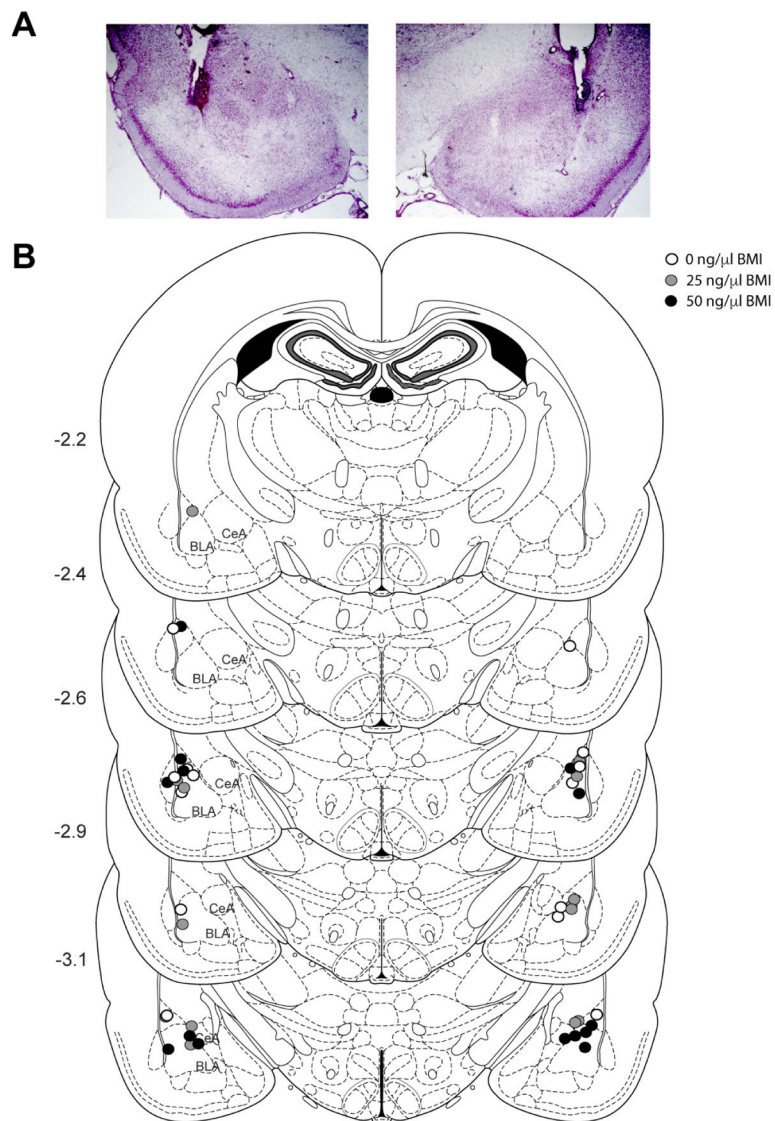 A
B
0 ng/μl BMI
25 ng/μl BMI
50 ng/μl BMI
-2.2
CeA
BLA
-2.4
CeA
BLA
-2.6
CeA
BLA
-2.9
CeA
BLA
-3.1
CeA
BLA